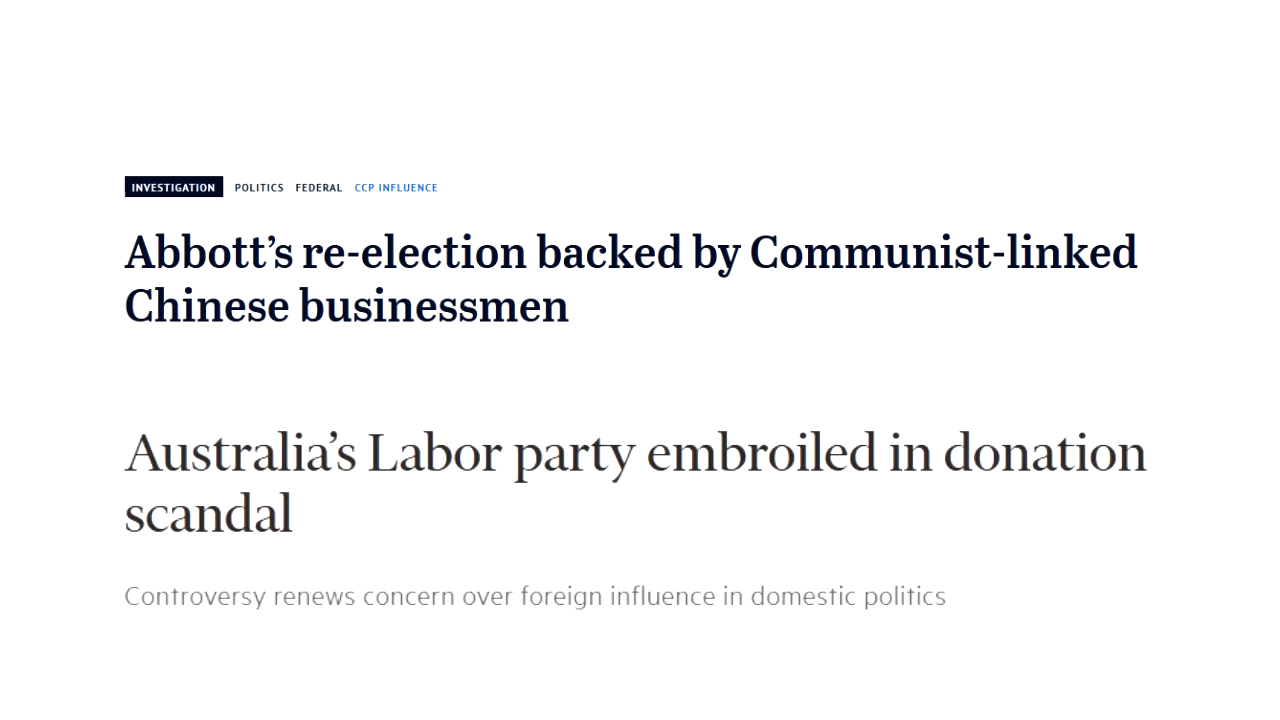 INVESTIGATION POLITICS FEDERAL CCP INFLUENCE
Abbott’s re-election backed by Communist-linked
Chinese businessmen
Australia’s Labor party embroiled in donation
scandal
Controversy renews concern over foreign influence in domestic politics